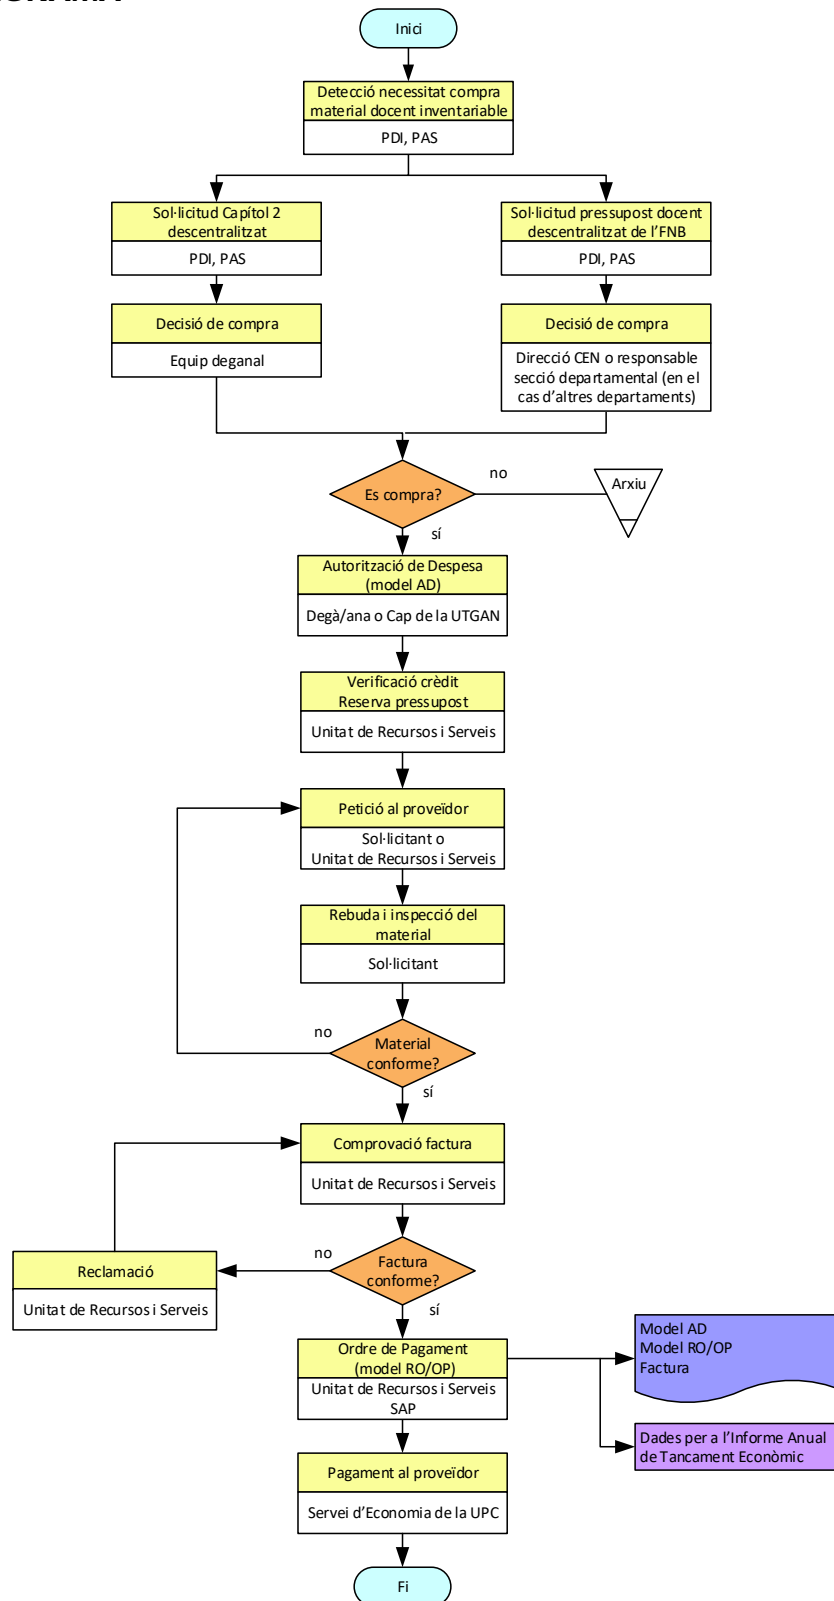 Inici
Detecció necessitat compra
material docent inventariable
PDI, PAS
Sol·licitud Capítol 2
descentralitzat
PDI, PAS
Sol·licitud pressupost docent
descentralitzat de l’FNB
PDI, PAS
Decisió de compra
Equip deganal
Decisió de compra
Direcció CEN o responsable
secció departamental (en el
cas d’altres departaments)
Es compra?
no
Arxiu
sí
Autorització de Despesa
(model AD)
Degà/ana o Cap de la UTGAN
Verificació crèdit
Reserva pressupost
Unitat de Recursos i Serveis
Petició al proveïdor
Sol·licitant o
Unitat de Recursos i Serveis
Rebuda i inspecció del
material
Sol·licitant
no
Material
conforme?
sí
Comprovació factura
Unitat de Recursos i Serveis
no
Factura
conforme?
sí
Reclamació
Unitat de Recursos i Serveis
Ordre de Pagament
(model RO/OP)
Unitat de Recursos i Serveis
SAP
Model AD
Model RO/OP
Factura
Dades per a l’Informe Anual
de Tancament Econòmic
Pagament al proveïdor
Servei d’Economia de la UPC
Fi